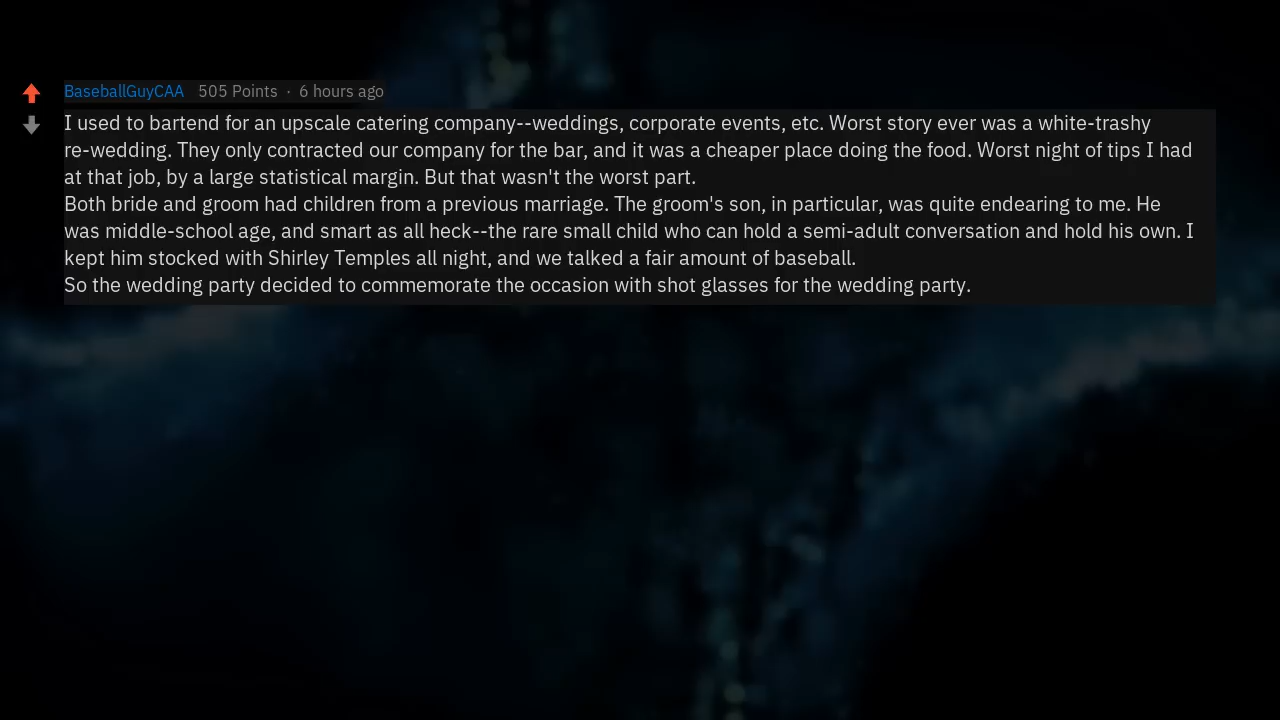 BaseballGuyCAA 505 Points · 6 hours ago
I used to bartend for an upscale catering company--weddings, corporate events, etc. Worst story ever was a white-trashy
re-wedding. They only contracted our company for the bar, and it was a cheaper place doing the food. Worst night of tips I had
at that job, by a large statistical margin. But that wasn't the worst part.
Both bride and groom had children from a previous marriage. The groom's son, in particular, was quite endearing to me. He
was middle-school age, and smart as all heck--the rare small child who can hold a semi-adult conversation and hold his own. I
kept him stocked with Shirley Temples all night, and we talked a fair amount of baseball.
So the wedding party decided to commemorate the occasion with shot glasses for the wedding party.